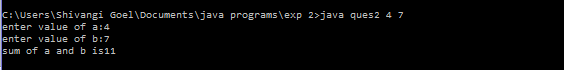 C:\Users\Shivangi Goel\Documents\java programs\exp 2>java ques2 4 7
enter value of a:4
enter value of b:7
sum of a and b is11